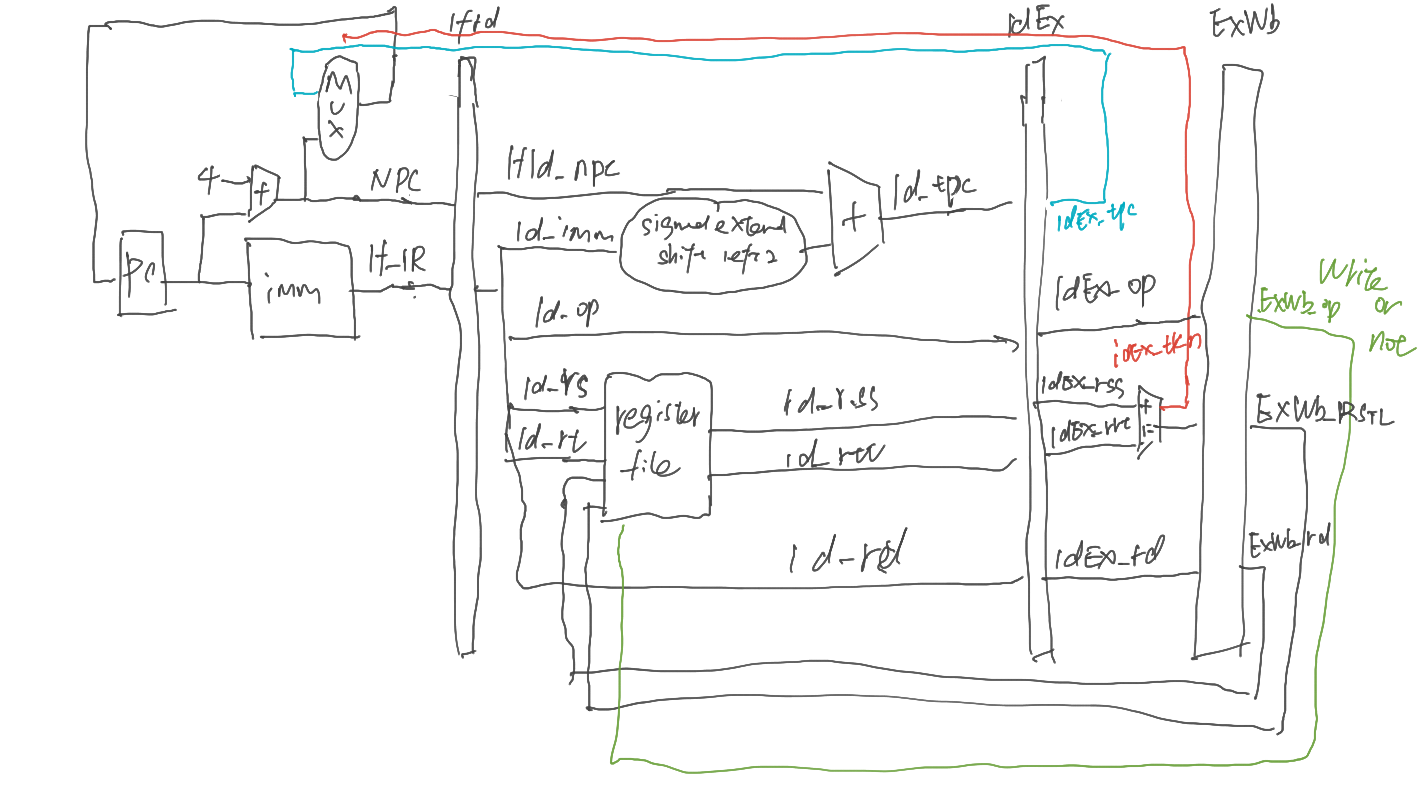 Ifid
idEx
ExWb
M
U
X
4
+
NPC
PC
imm
If_IR
IfId_npc
Id_imm
signed extend
shift left 2
+
Id_tpc
idEx_tpc
Id_op
IdEx_op
Write
or
not
ExWb_op
idEx_tkn
Id_rs
Id_rt
register
file
id_rss
id_rtt
idEx_rss
idEx_rtt
+
!=
ExWb_RSTL
id_rd
idEx_rd
ExWb_rd